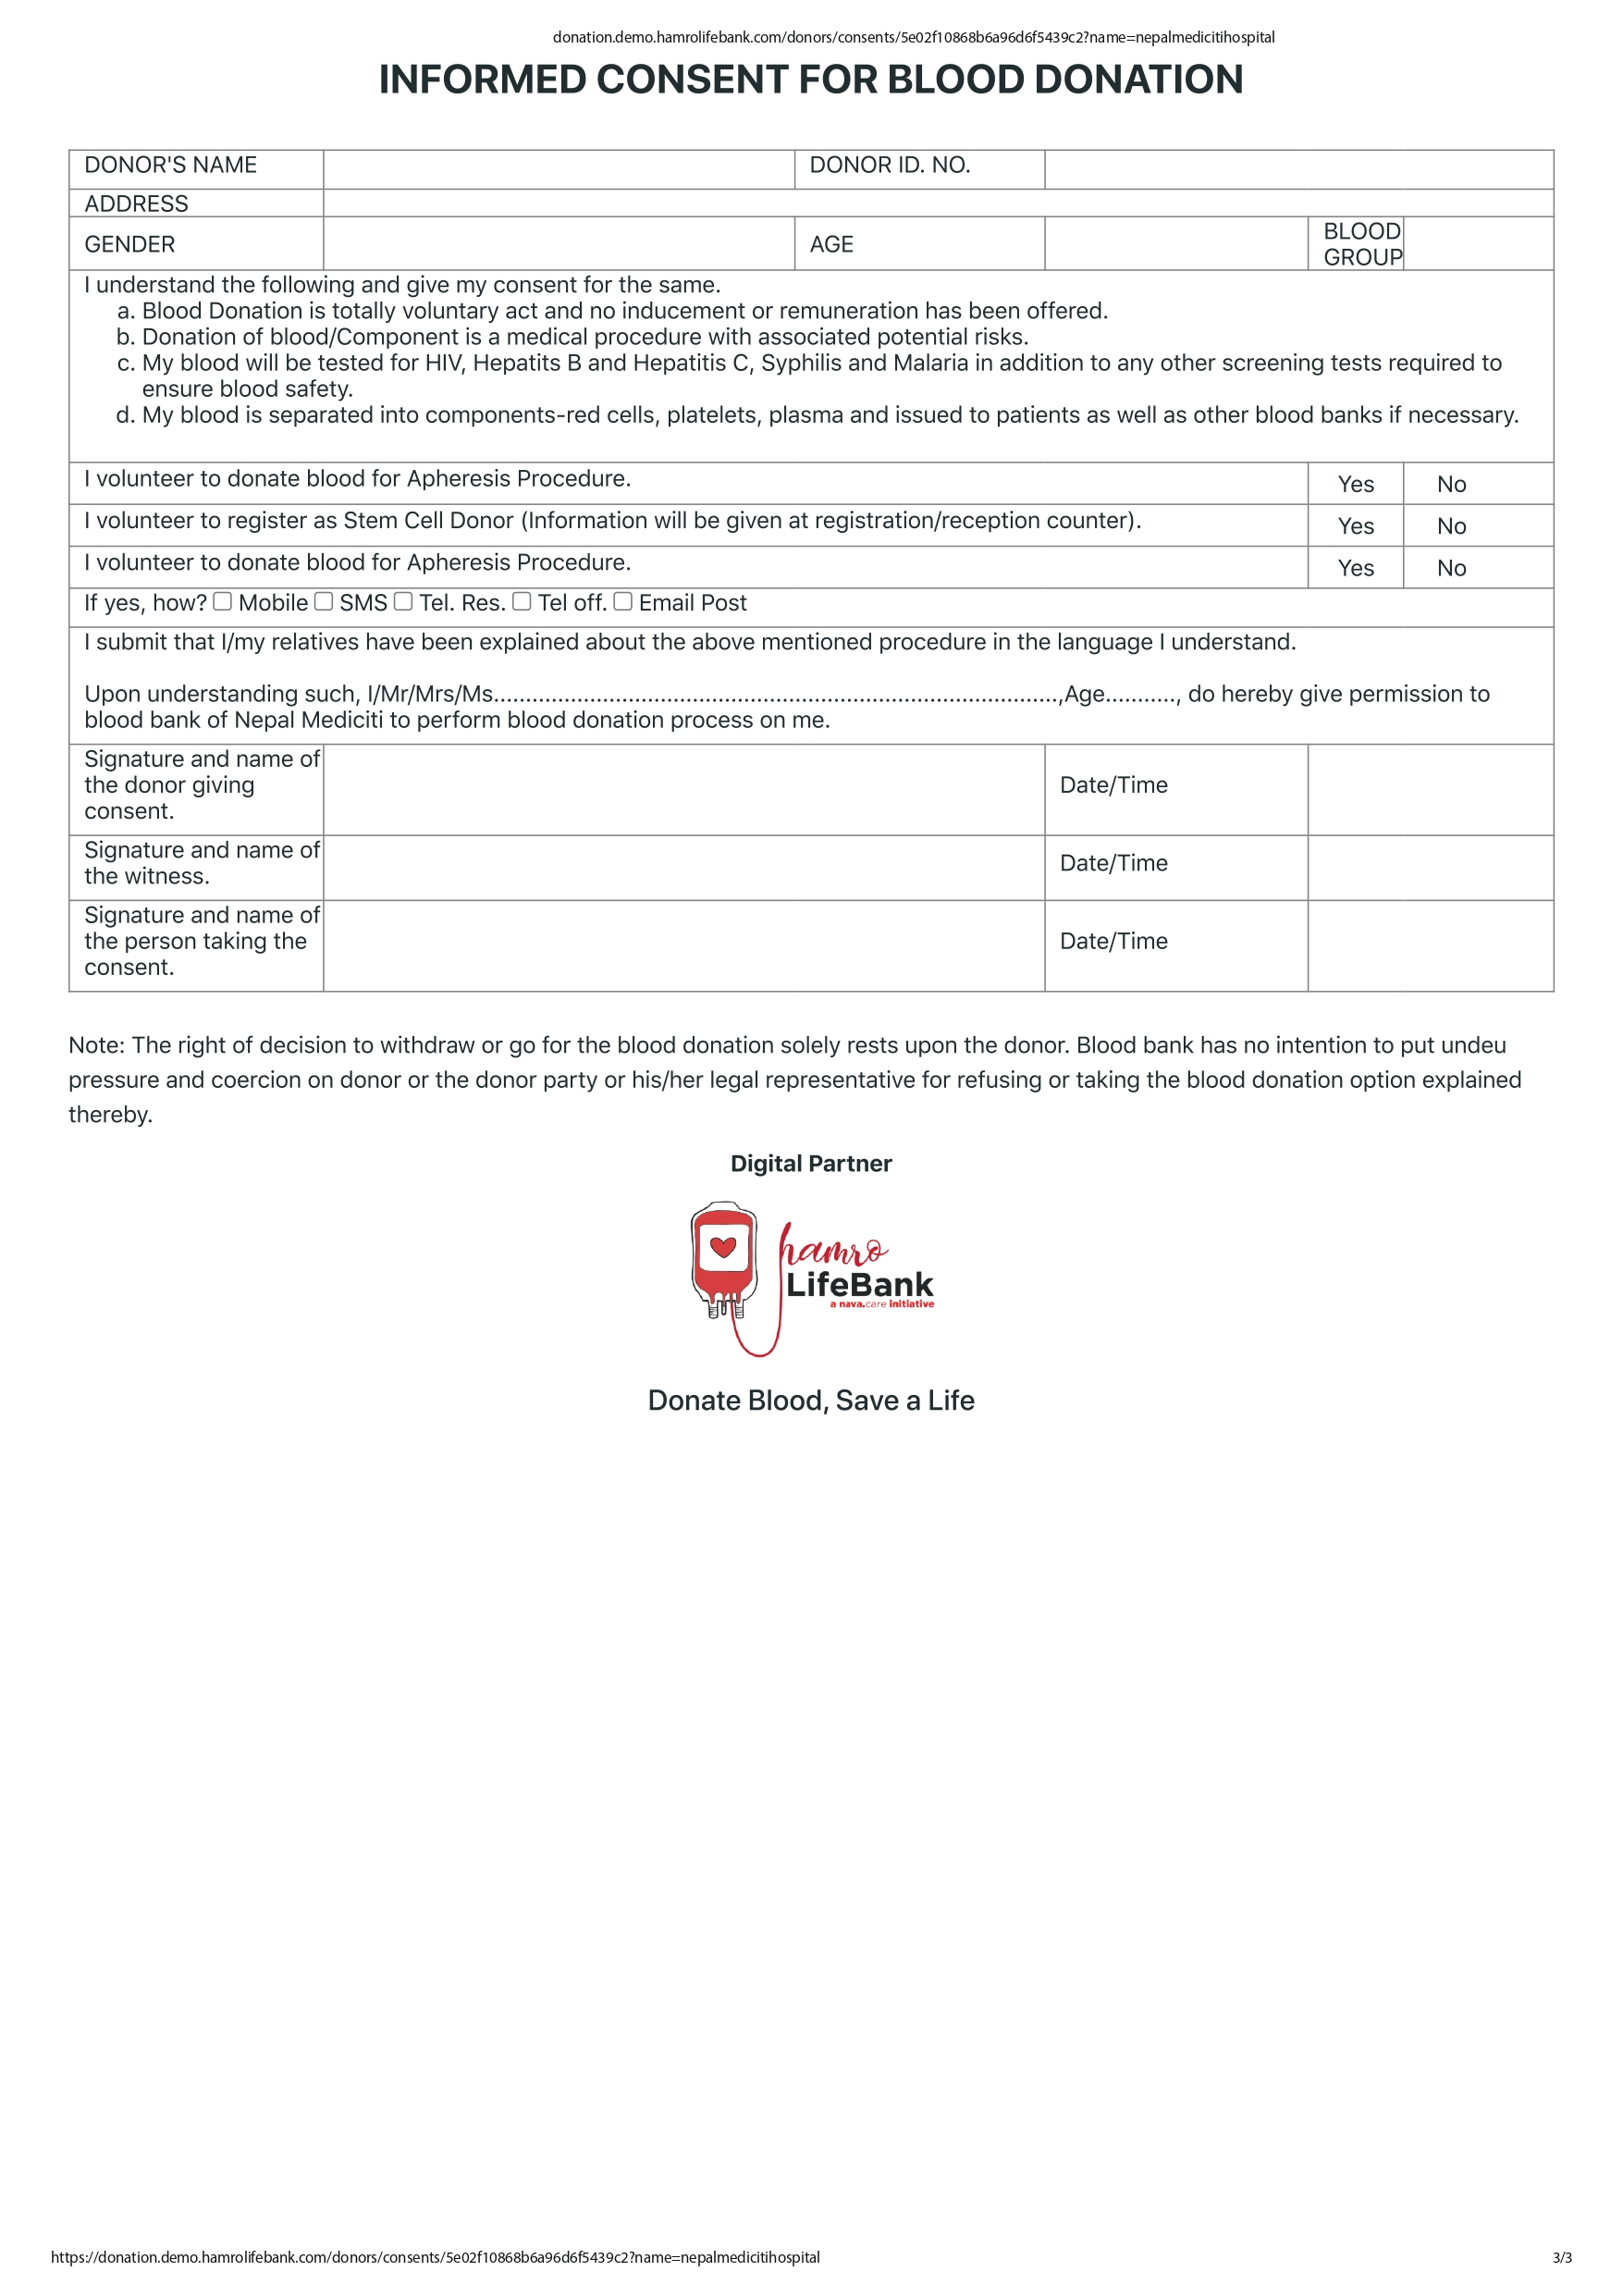 donation.demo.hamrolifebank.com/donors/consents/5e02f10868b6a96d6f5439c2?name=nepalmedicitihospital
INFORMED CONSENT FOR BLOOD DONATION
DONOR'S NAME DONOR ID. NO.
ADDRESS
GENDER AGE BLOOD GROUP
I understand the following and give my consent for the same.
a. Blood Donation is totally voluntary act and no inducement or remuneration has been offered.
b. Donation of blood/Component is a medical procedure with associated potential risks.
c. My blood will be tested for HIV, Hepatits B and Hepatitis C, Syphilis and Malaria in addition to any other screening tests required to
ensure blood safety.
d. My blood is separated into components-red cells, platelets, plasma and issued to patients as well as other blood banks if necessary.
I volunteer to donate blood for Apheresis Procedure. Yes No
I volunteer to register as Stem Cell Donor (Information will be given at registration/reception counter). Yes No
I volunteer to donate blood for Apheresis Procedure. Yes No
If yes, how? Mobile SMS Tel. Res. Tel off. Email Post
I submit that I/my relatives have been explained about the above mentioned procedure in the language I understand.
Upon understanding such, I/Mr/Mrs/Ms........................................................................................,Age..........., do hereby give permission to
blood bank of Nepal Mediciti to perform blood donation process on me.
Signature and name of
the donor giving
consent.
Date/Time
Signature and name of
the witness.
Date/Time
Signature and name of
the person taking the
consent.
Date/Time
Note: The right of decision to withdraw or go for the blood donation solely rests upon the donor. Blood bank has no intention to put undeu
pressure and coercion on donor or the donor party or his/her legal representative for refusing or taking the blood donation option explained
thereby.
Digital Partner
hamro
LifeBank
a nava.care initiative
Donate Blood, Save a Life
https://donation.demo.hamrolifebank.com/donors/consents/5e02f10868b6a96d6f5439c2?name=nepalmedicitihospital 3/3